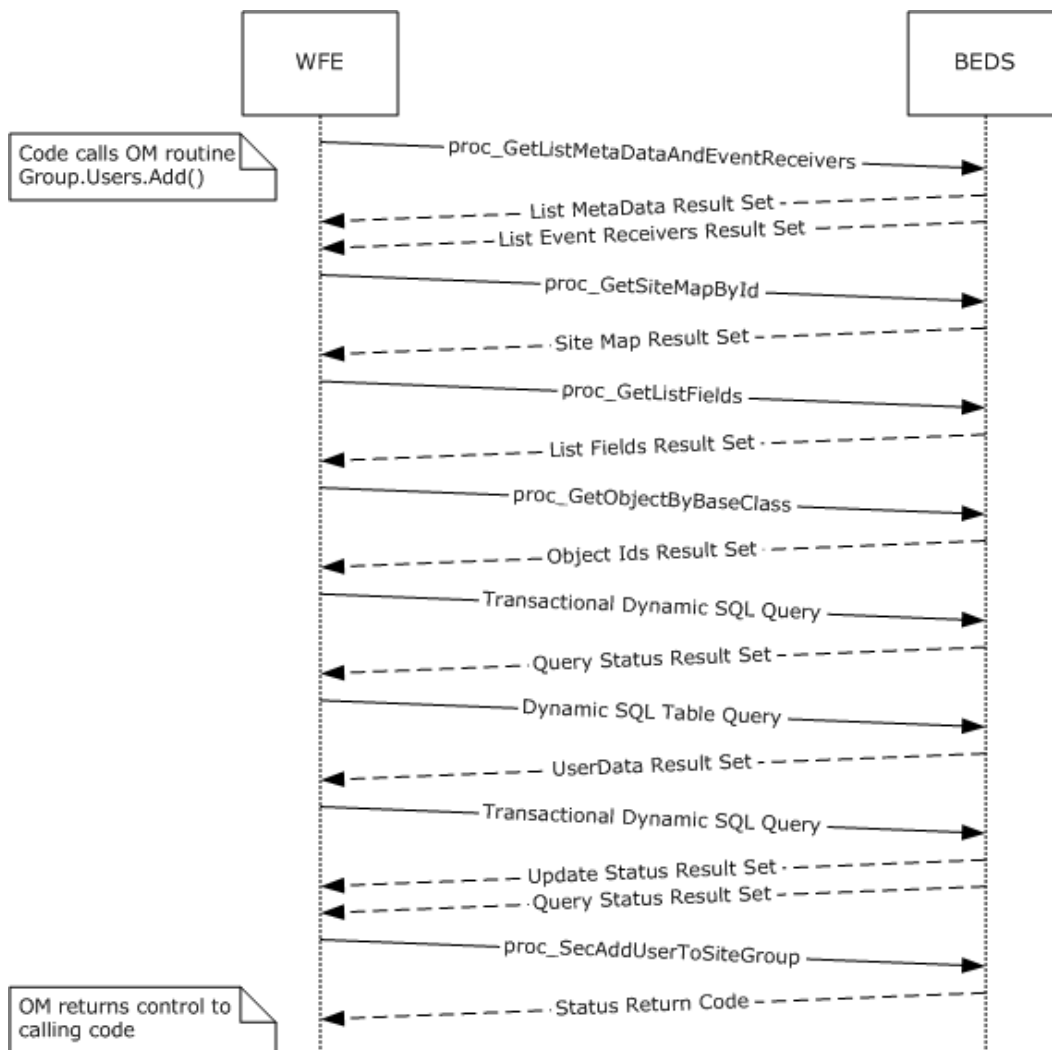 WFE
BEDS
Code calls OM routine
Group.Users.Add()
proc_GetListMetaDataAndEventReceivers
List MetaData Result Set
List Event Receivers Result Set
proc_GetSiteMapById
Site Map Result Set
proc_GetListFields
List Fields Result Set
proc_GetObjectByBaseClass
Object Ids Result Set
Transactional Dynamic SQL Query
Query Status Result Set
Dynamic SQL Table Query
UserData Result Set
Transactional Dynamic SQL Query
Update Status Result Set
Query Status Result Set
proc_SecAddUserToSiteGroup
Status Return Code
OM returns control to
calling code